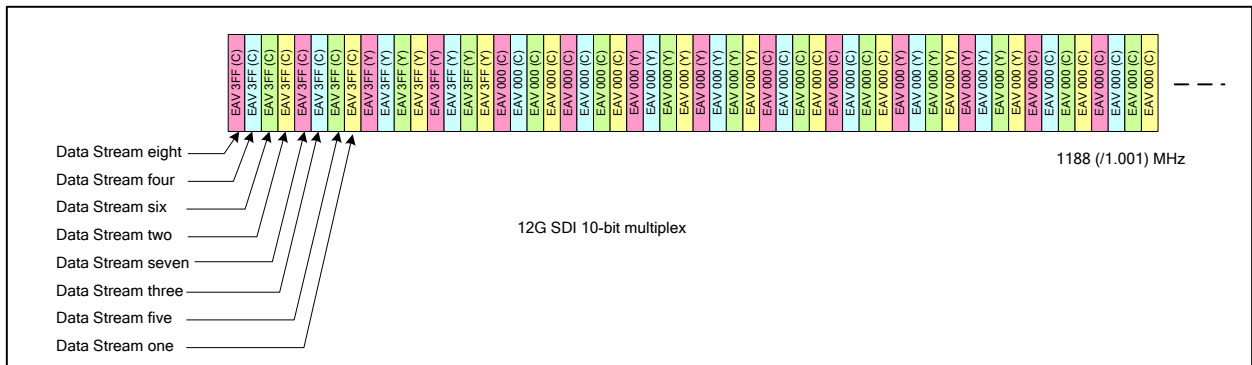 EAV 3FF (C)
EAV 3FF (C)
EAV 3FF (C)
EAV 3FF (C)
EAV 3FF (C)
EAV 3FF (C)
EAV 3FF (C)
EAV 3FF (C)
EAV 3FF (Y)
EAV 3FF (Y)
EAV 3FF (Y)
EAV 3FF (Y)
EAV 3FF (Y)
EAV 3FF (Y)
EAV 3FF (Y)
EAV 3FF (Y)
EAV 000 (C)
EAV 000 (C)
EAV 000 (C)
EAV 000 (C)
EAV 000 (C)
EAV 000 (C)
EAV 000 (C)
EAV 000 (C)
EAV 000 (Y)
EAV 000 (Y)
EAV 000 (Y)
EAV 000 (Y)
EAV 000 (Y)
EAV 000 (Y)
EAV 000 (Y)
EAV 000 (Y)
EAV 000 (C)
EAV 000 (C)
EAV 000 (C)
EAV 000 (C)
EAV 000 (C)
EAV 000 (C)
EAV 000 (C)
EAV 000 (C)
EAV 000 (Y)
EAV 000 (Y)
EAV 000 (Y)
EAV 000 (Y)
EAV 000 (Y)
EAV 000 (Y)
EAV 000 (Y)
EAV 000 (Y)
EAV 000 (C)
EAV 000 (C)
EAV 000 (C)
EAV 000 (C)
EAV 000 (C)
EAV 000 (C)
EAV 000 (C)
EAV 000 (C)
Data Stream eight
1188 (/1.001) MHz
Data Stream four
Data Stream six
12G SDI 10-bit multiplex
Data Stream two
Data Stream seven
Data Stream three
Data Stream five
Data Stream one